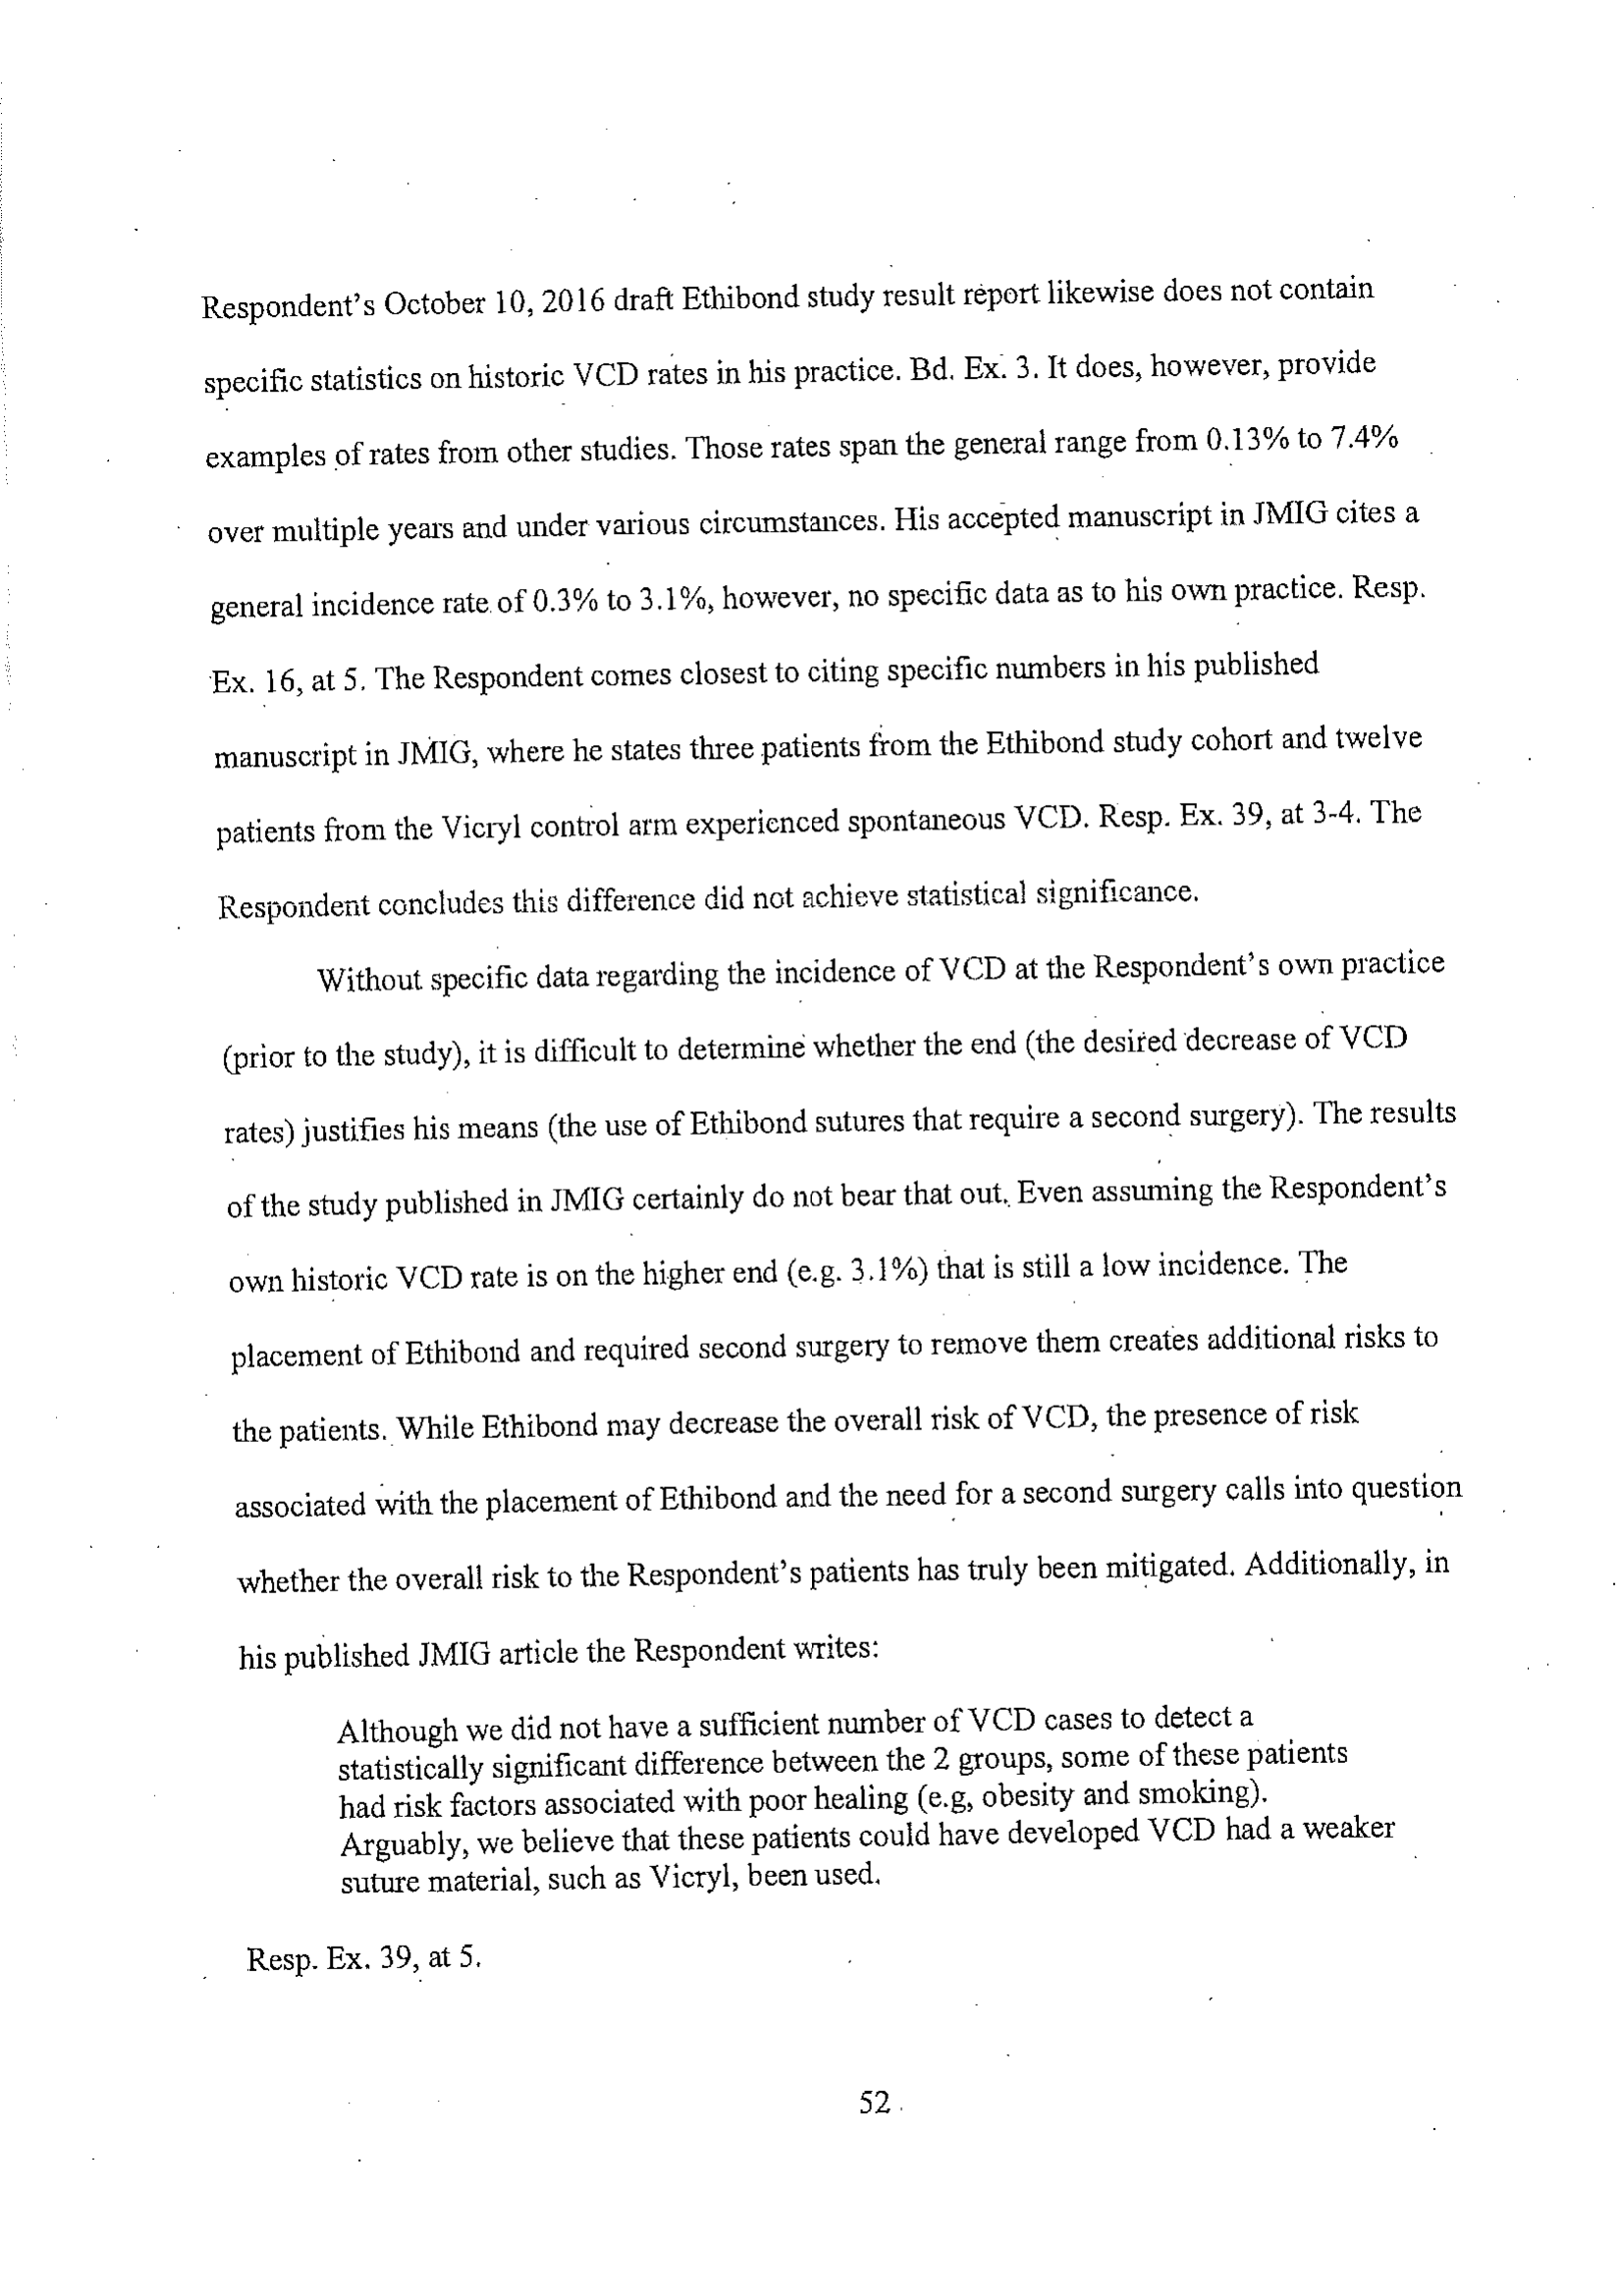 Respondent's October 10, 2016 draft Ethibond study result report likewise does not contain
specific statistics on historic VCD rates in his practice. Bd. Ex. 3. It does, however, provide
examples of rates from other studies. Those rates span the general range from 0.13% to 7.4%
over multiple years and under various circumstances. His accepted manuscript in JMIG cites a
general incidence rate of 0.3% to 3.1%, however, no specific data as to his own practice. Resp.
Ex. 16, at 5. The Respondent comes closest to citing specific numbers in his published
manuscript in JMIG, where he states three patients from the Ethibond study cohort and twelve
patients from the Vicryl control arm experienced spontaneous VCD. Resp. Ex. 39, at 3-4. The
Respondent concludes this difference did not achieve statistical significance.
Without specific data regarding the incidence of VCD at the Respondent's own practice
(prior to the study), it is difficult to determine whether the end (the desired decrease of VCD
rates) justifies his means (the use of Ethibond sutures that require a second surgery). The results
of the study published in JMIG certainly do not bear that out. Even assuming the Respondent's
own historic VCD rate is on the higher end (e.g. 3.1%) that is still a low incidence. The
placement of Ethibond and required second surgery to remove them creates additional risks to
the patients. While Ethibond may decrease the overall risk of VCD, the presence of risk
associated with the placement of Ethibond and the need for a second surgery calls into question
whether the overall risk to the Respondent's patients has truly been mitigated. Additionally, in
his published JMIG article the Respondent writes:
Although we did not have a sufficient number of VCD cases to detect a
statistically significant difference between the 2 groups, some of these patients
had risk factors associated with poor healing (e.g, obesity and smoking).
Arguably, we believe that these patients could have developed VCD had a weaker
suture material, such as Vicryl, been used.
Resp. Ex. 39, at 5.
52